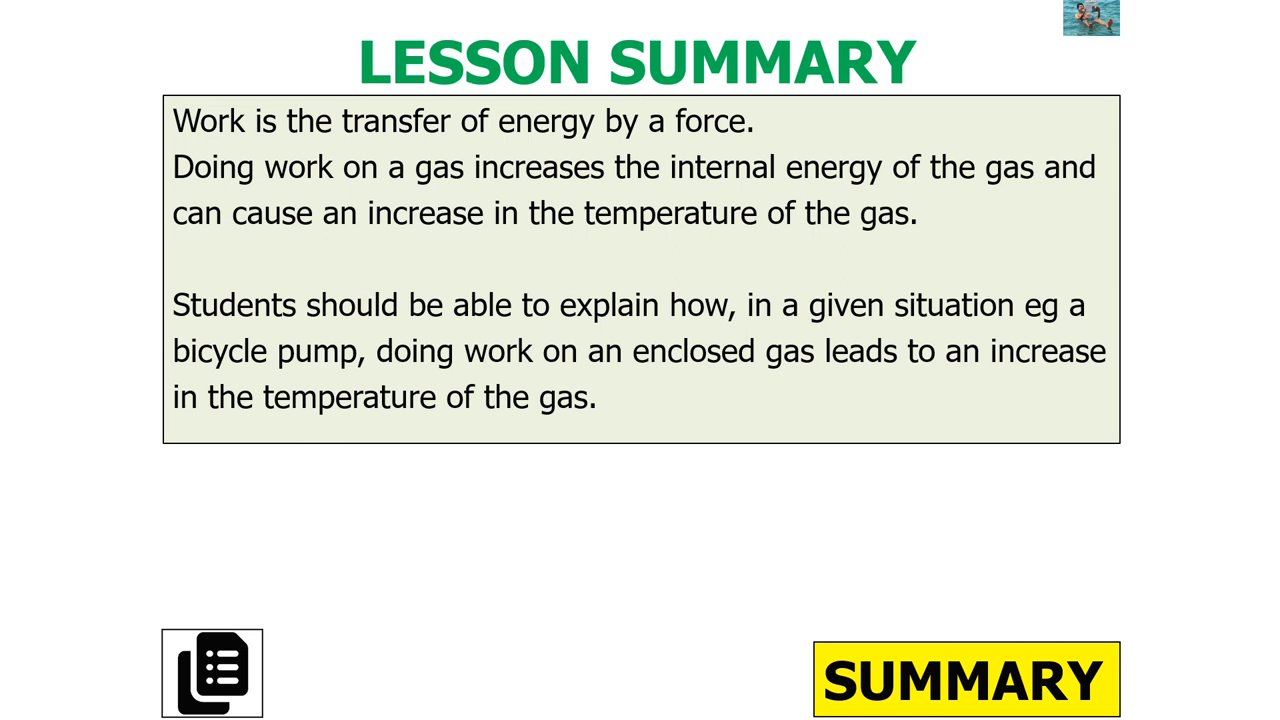 LESSON SUMMARY
Work is the transfer of energy by a force.
Doing work on a gas increases the internal energy of the gas and
can cause an increase in the temperature of the gas.
Students should be able to explain how, in a given situation eg a
bicycle pump, doing work on an enclosed gas leads to an increase
in the temperature of the gas.
SUMMARY